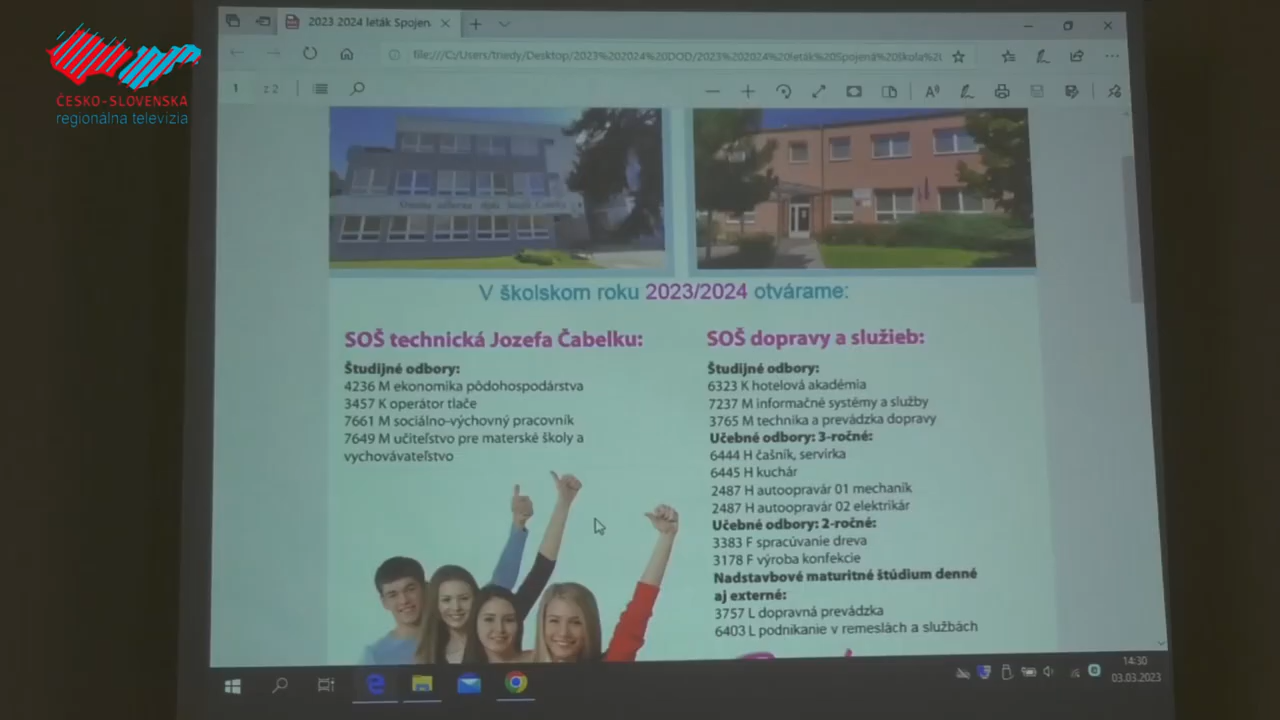 ČESKO-SLOVENSKA
regionálna televízia
2023 2024 leták Spojen
file:///C:/Users/triedy/Desktop/2023%202024%20DOD/2023%202024%20leták%20Spojená%20škola%20
1 z 2
V školskom roku 2023/2024 otvárame:
SOŠ technická Jozefa Čabelku:
Študijné odbory:
4236 M ekonomika pôdohospodárstva
3457 K operátor tlače
7661 M sociálno-výchovný pracovník
7649 M učiteľstvo pre materské školy a
vychovávateľstvo
SOŠ dopravy a služieb:
Študijné odbory:
6323 K hotelová akadémia
7237 M informačné systémy a služby
3765 M technika a prevádzka dopravy
Učebné odbory: 3-ročné:
6444 H čašník, servírka
6445 H kuchár
2487 H autoopravár 01 mechanik
2487 H autoopravár 02 elektrikár
Učebné odbory: 2-ročné:
3383 F spracúvanie dreva
3178 F výroba konfekcie
Nadstavbové maturitné štúdium denné
aj externé:
3757 L dopravná prevádzka
6403 L podnikanie v remeslách a službách
14:30
03.03.2023